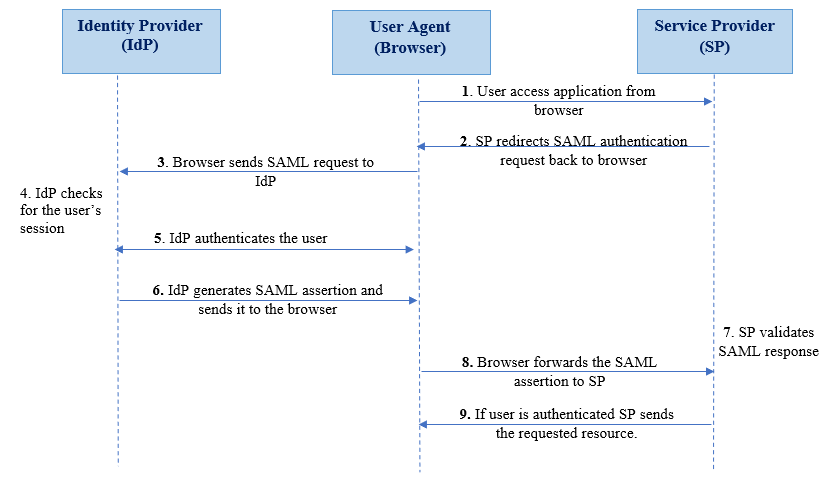 Identity Provider
(IdP)
User Agent
(Browser)
Service Provider
(SP)
1. User access application from
browser
2. SP redirects SAML authentication
request back to browser
3. Browser sends SAML request to
IdP
4. IdP checks
for the user's
session
5. IdP authenticates the user
6. IdP generates SAML assertion and
sends it to the browser
7. SP validates
SAML response
8. Browser forwards the SAML
assertion to SP
9. If user is authenticated SP sends
the requested resource.